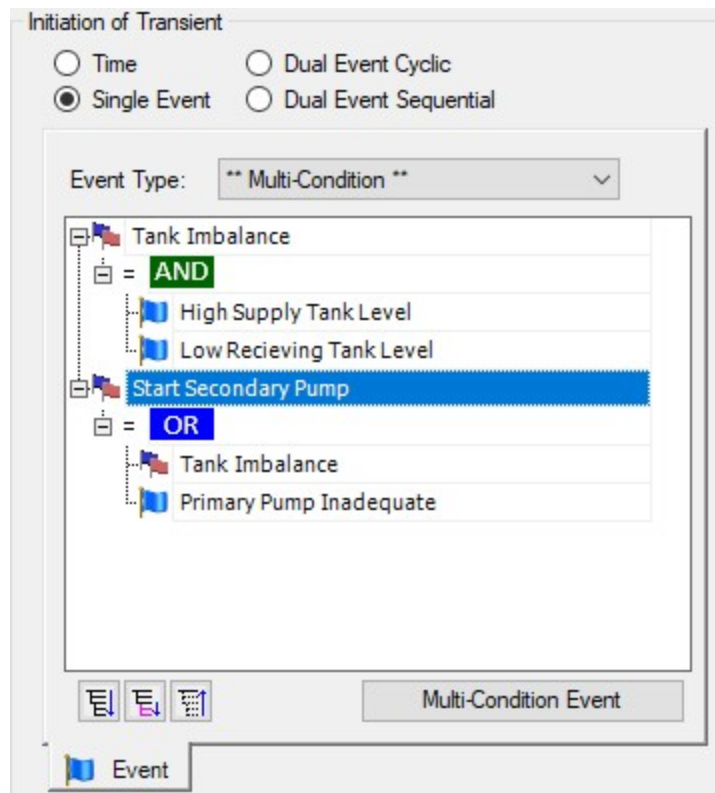 Initiation of Transient
Time Dual Event Cyclic
Single Event Dual Event Sequential
Event Type: ** Multi-Condition **
Tank Imbalance
= AND
High Supply Tank Level
Low Recieving Tank Level
Start Secondary Pump
= OR
Tank Imbalance
Primary Pump Inadequate
Multi-Condition Event
Event